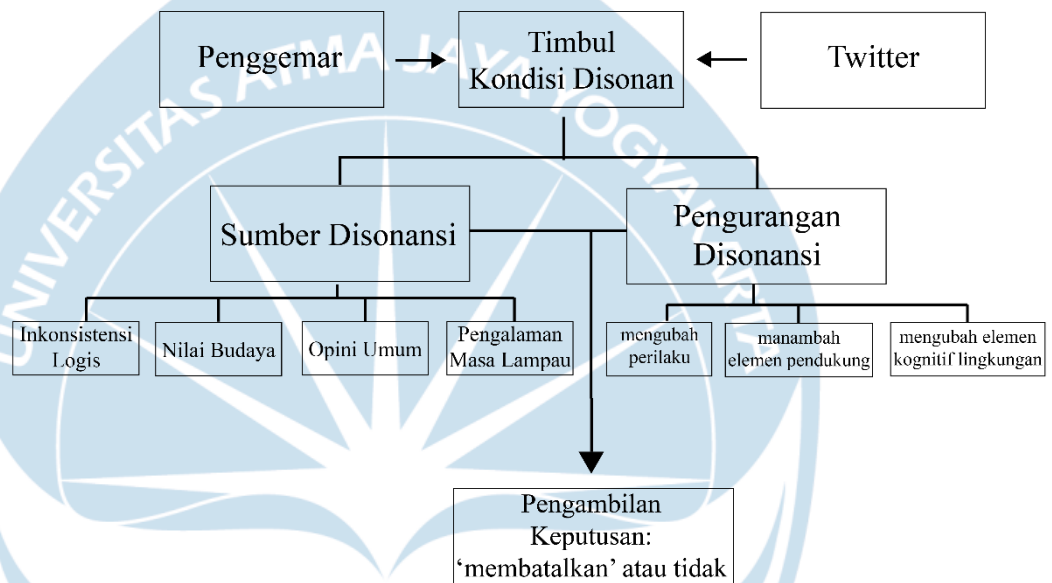 Penggemar
Timbul
Kondisi Disonan
Twitter
Sumber Disonansi
Pengurangan
Disonansi
Inkonsistensi
Logis
Nilai Budaya
Opini Umum
Pengalaman
Masa Lampau
mengubah
perilaku
manambah
elemen pendukung
mengubah elemen
kognitif lingkungan
Pengambilan
Keputusan:
‘membatalkan’ atau tidak
UNIVERSITAS ATMA JAYA YOGYAKARTA